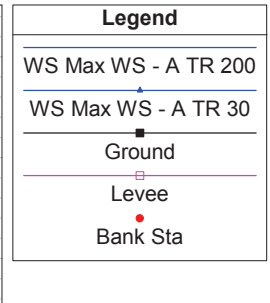 Legend
WS Max WS - A TR 200
WS Max WS - A TR 30
Ground
Levee
Bank Sta